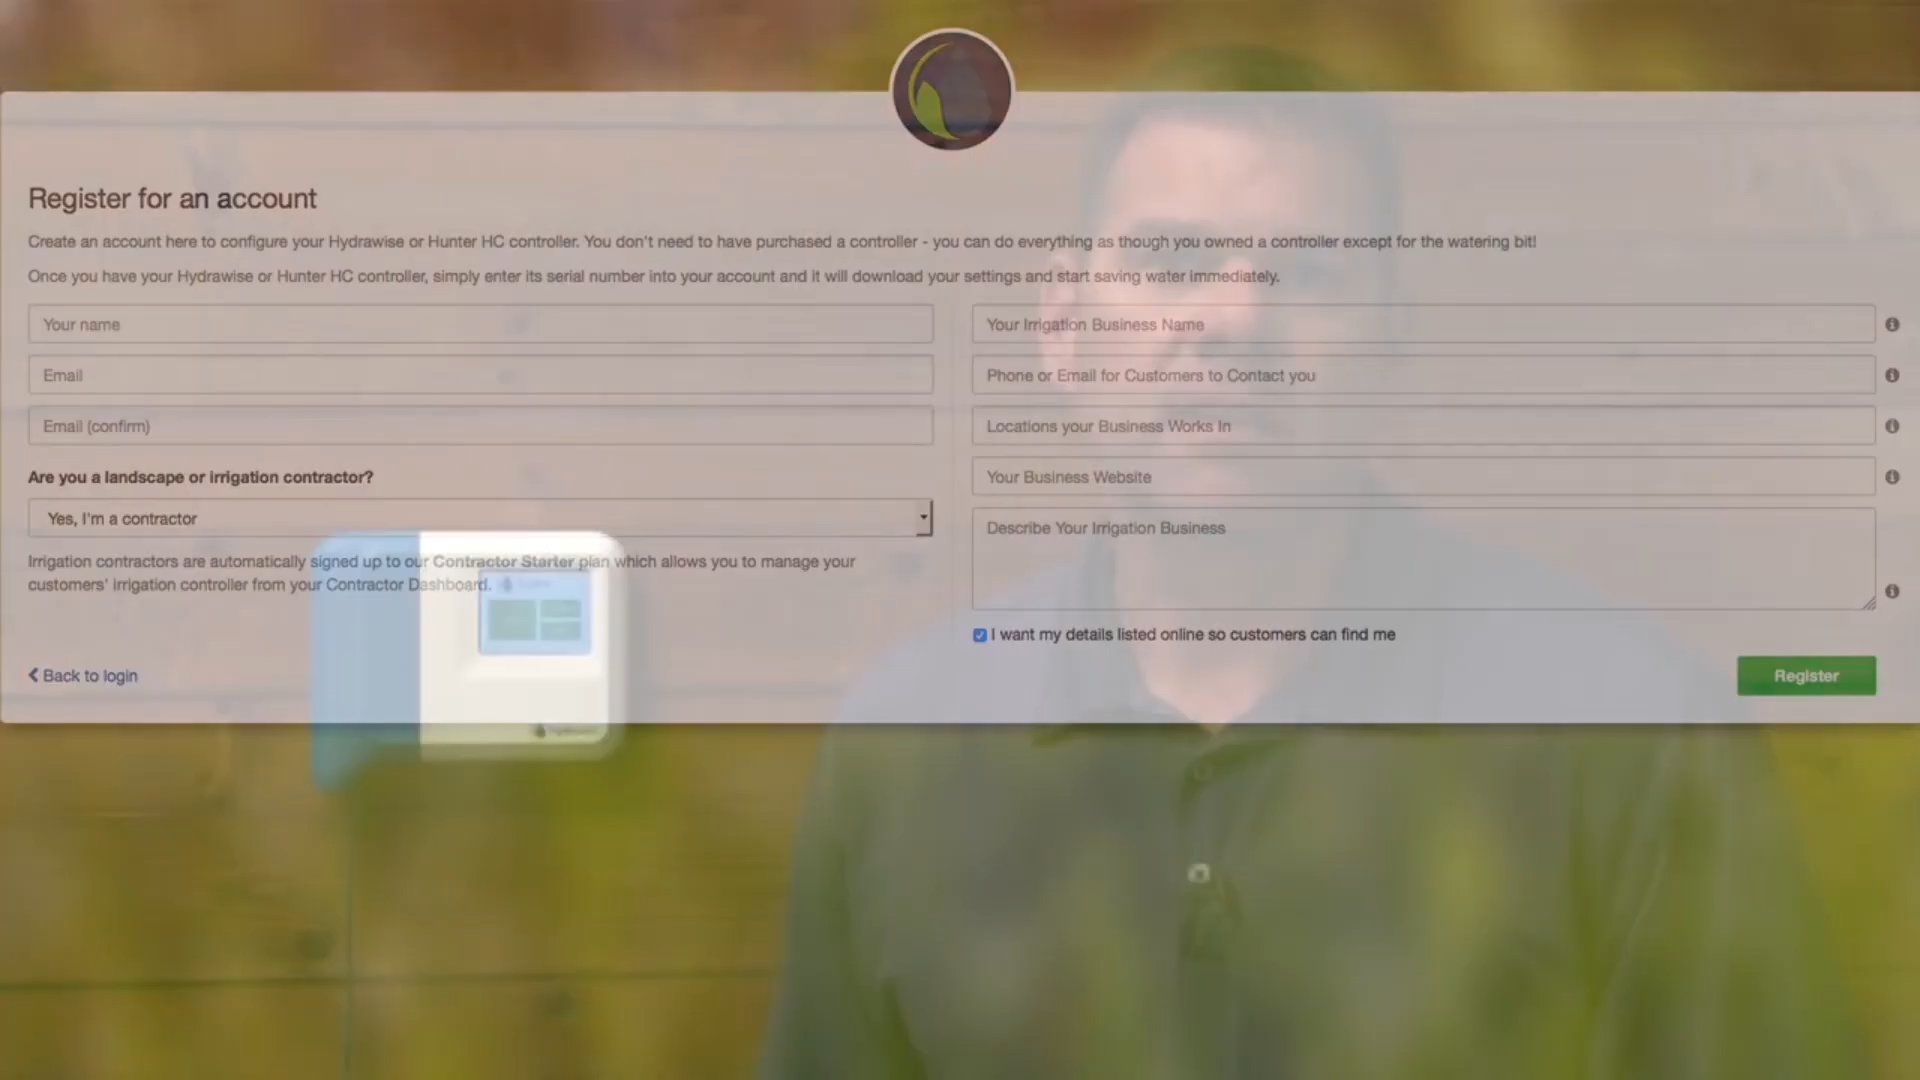 Register for an account
Create an account here to configure your Hydrawise or Hunter HC controller. You don't need to have purchased a controller - you can do everything as though you owned a controller except for the watering bit!
Once you have your Hydrawise or Hunter HC controller, simply enter its serial number into your account and it will download your settings and start saving water immediately.
Your name
Email
Email (confirm)
Are you a landscape or irrigation contractor?
Yes, I'm a contractor
Irrigation contractors are automatically signed up to our Contractor Starter plan which allows you to manage your
customers' irrigation controller from your Contractor Dashboard.
Back to login
Your Irrigation Business Name
Phone or Email for Customers to Contact you
Locations your Business Works In
Your Business Website
Describe Your Irrigation Business
I want my details listed online so customers can find me
Register